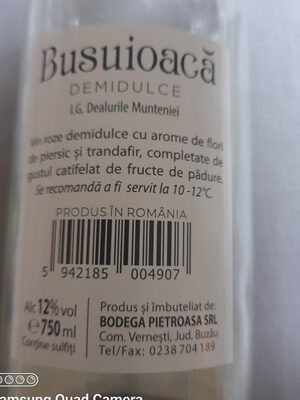 Busuioacă
DEMIDULCE
I.G. Dealurile Munteniei
Vin roze demidulce cu arome de flori
de piersic și trandafir, completate de
gustul catifelat de fructe de pădure.
Se recomandă a fi servit la 10 -12°C.
PRODUS ÎN ROMÂNIA
5 942185 004907
Alc 12% vol
℮ 750 ml
Conține sulfiți
Produs și îmbuteliat de:
BODEGA PIETROASA SRL
Com. Vernești, Jud. Buzău
Tel/Fax: 0238 704 189
Samsung Quad Camera